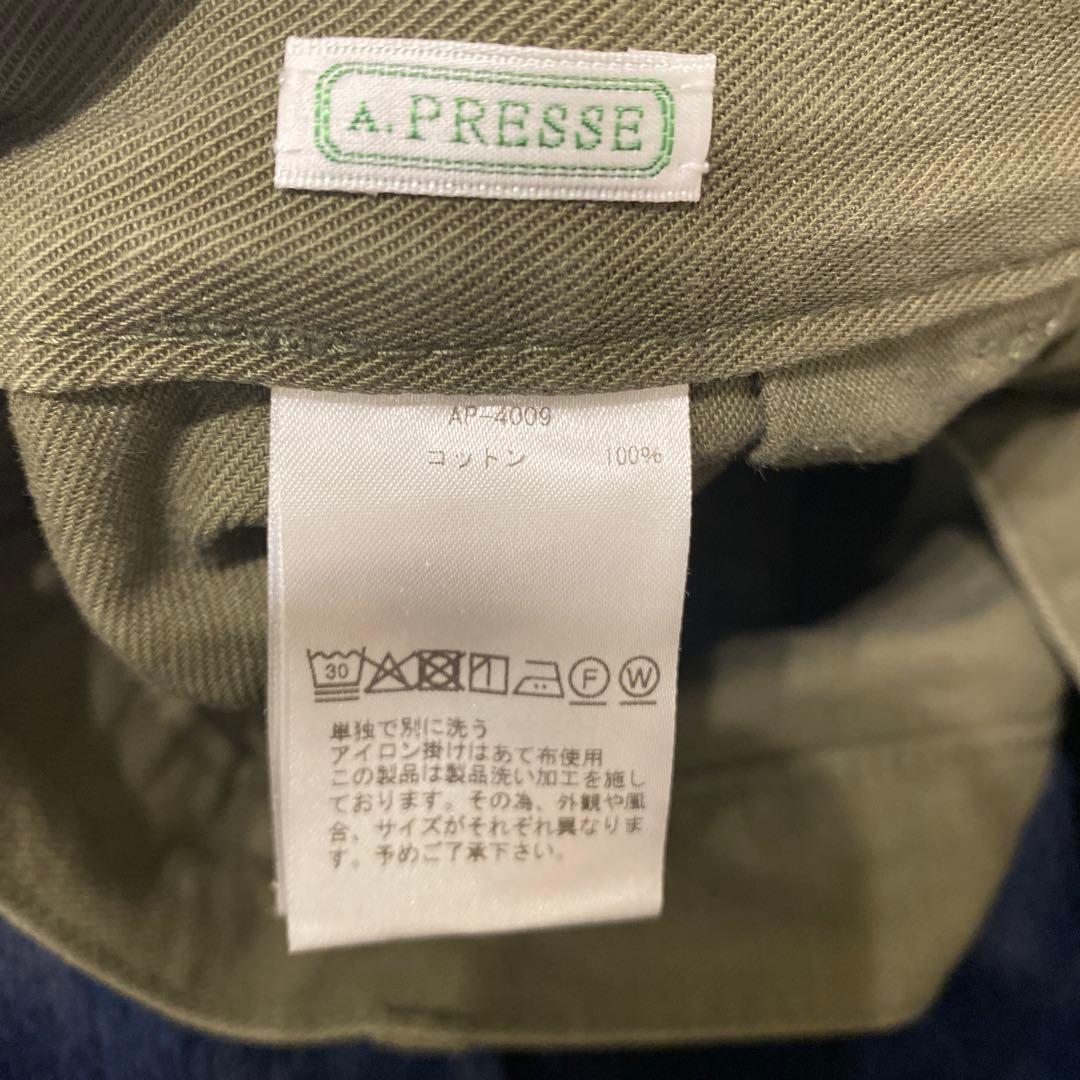 A. PRESSE
AP-4009
コットン 100%
30
F W
単独で別に洗う
アイロン掛けはあて布使用
この製品は製品洗い加工を施し
ております。その為、外観や風
合、サイズがそれぞれ異なりま
す。予めご了承下さい。